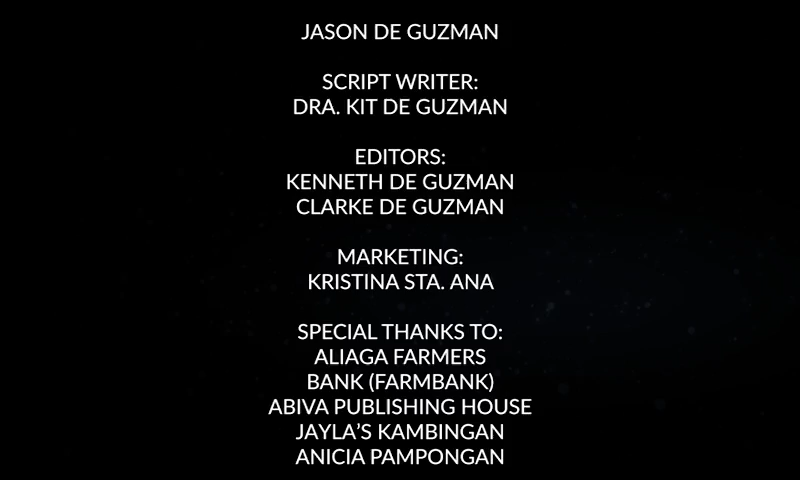 JASON DE GUZMAN
SCRIPT WRITER:
DRA. KIT DE GUZMAN
EDITORS:
KENNETH DE GUZMAN
CLARKE DE GUZMAN
MARKETING:
KRISTINA STA. ANA
SPECIAL THANKS TO:
ALIAGA FARMERS
BANK (FARMBANK)
ABIVA PUBLISHING HOUSE
JAYLA’S KAMBINGAN
ANICIA PAMPONGAN